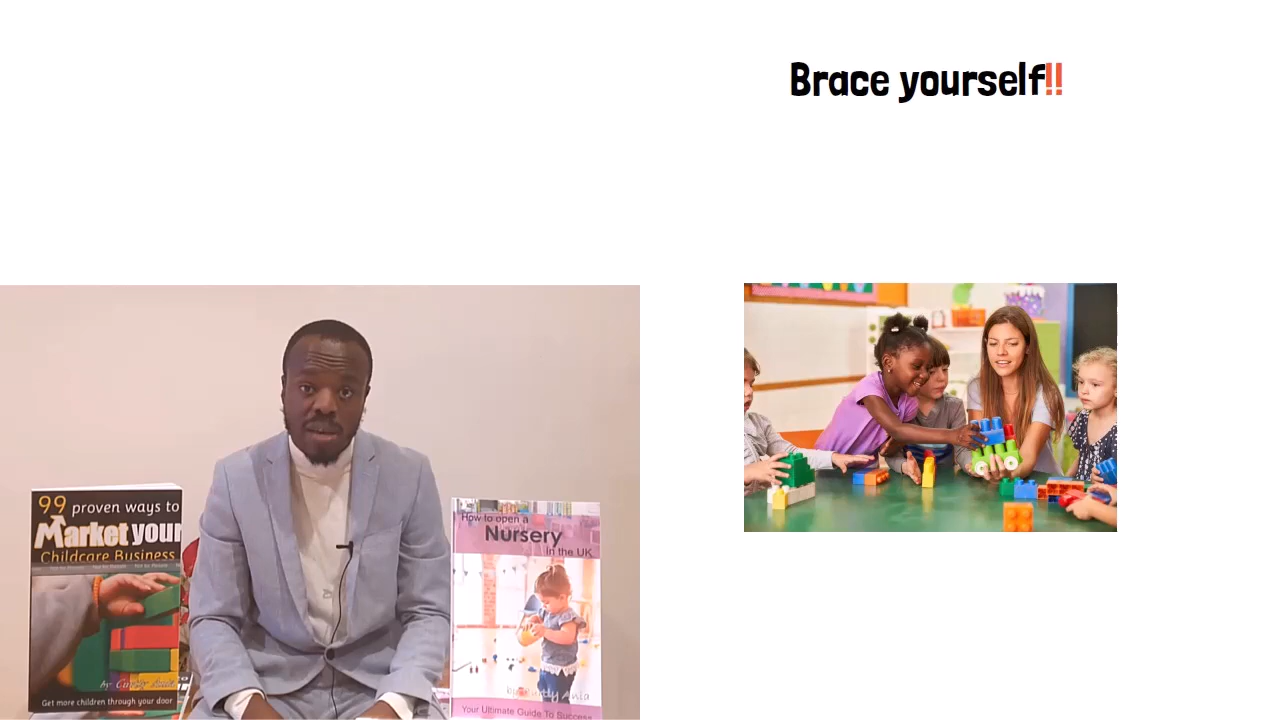 Brace yourself!!
99 proven ways to
Market your
Childcare Business
Get more children through your door
How to open a
Nursery
in the UK
Your Ultimate Guide To Success